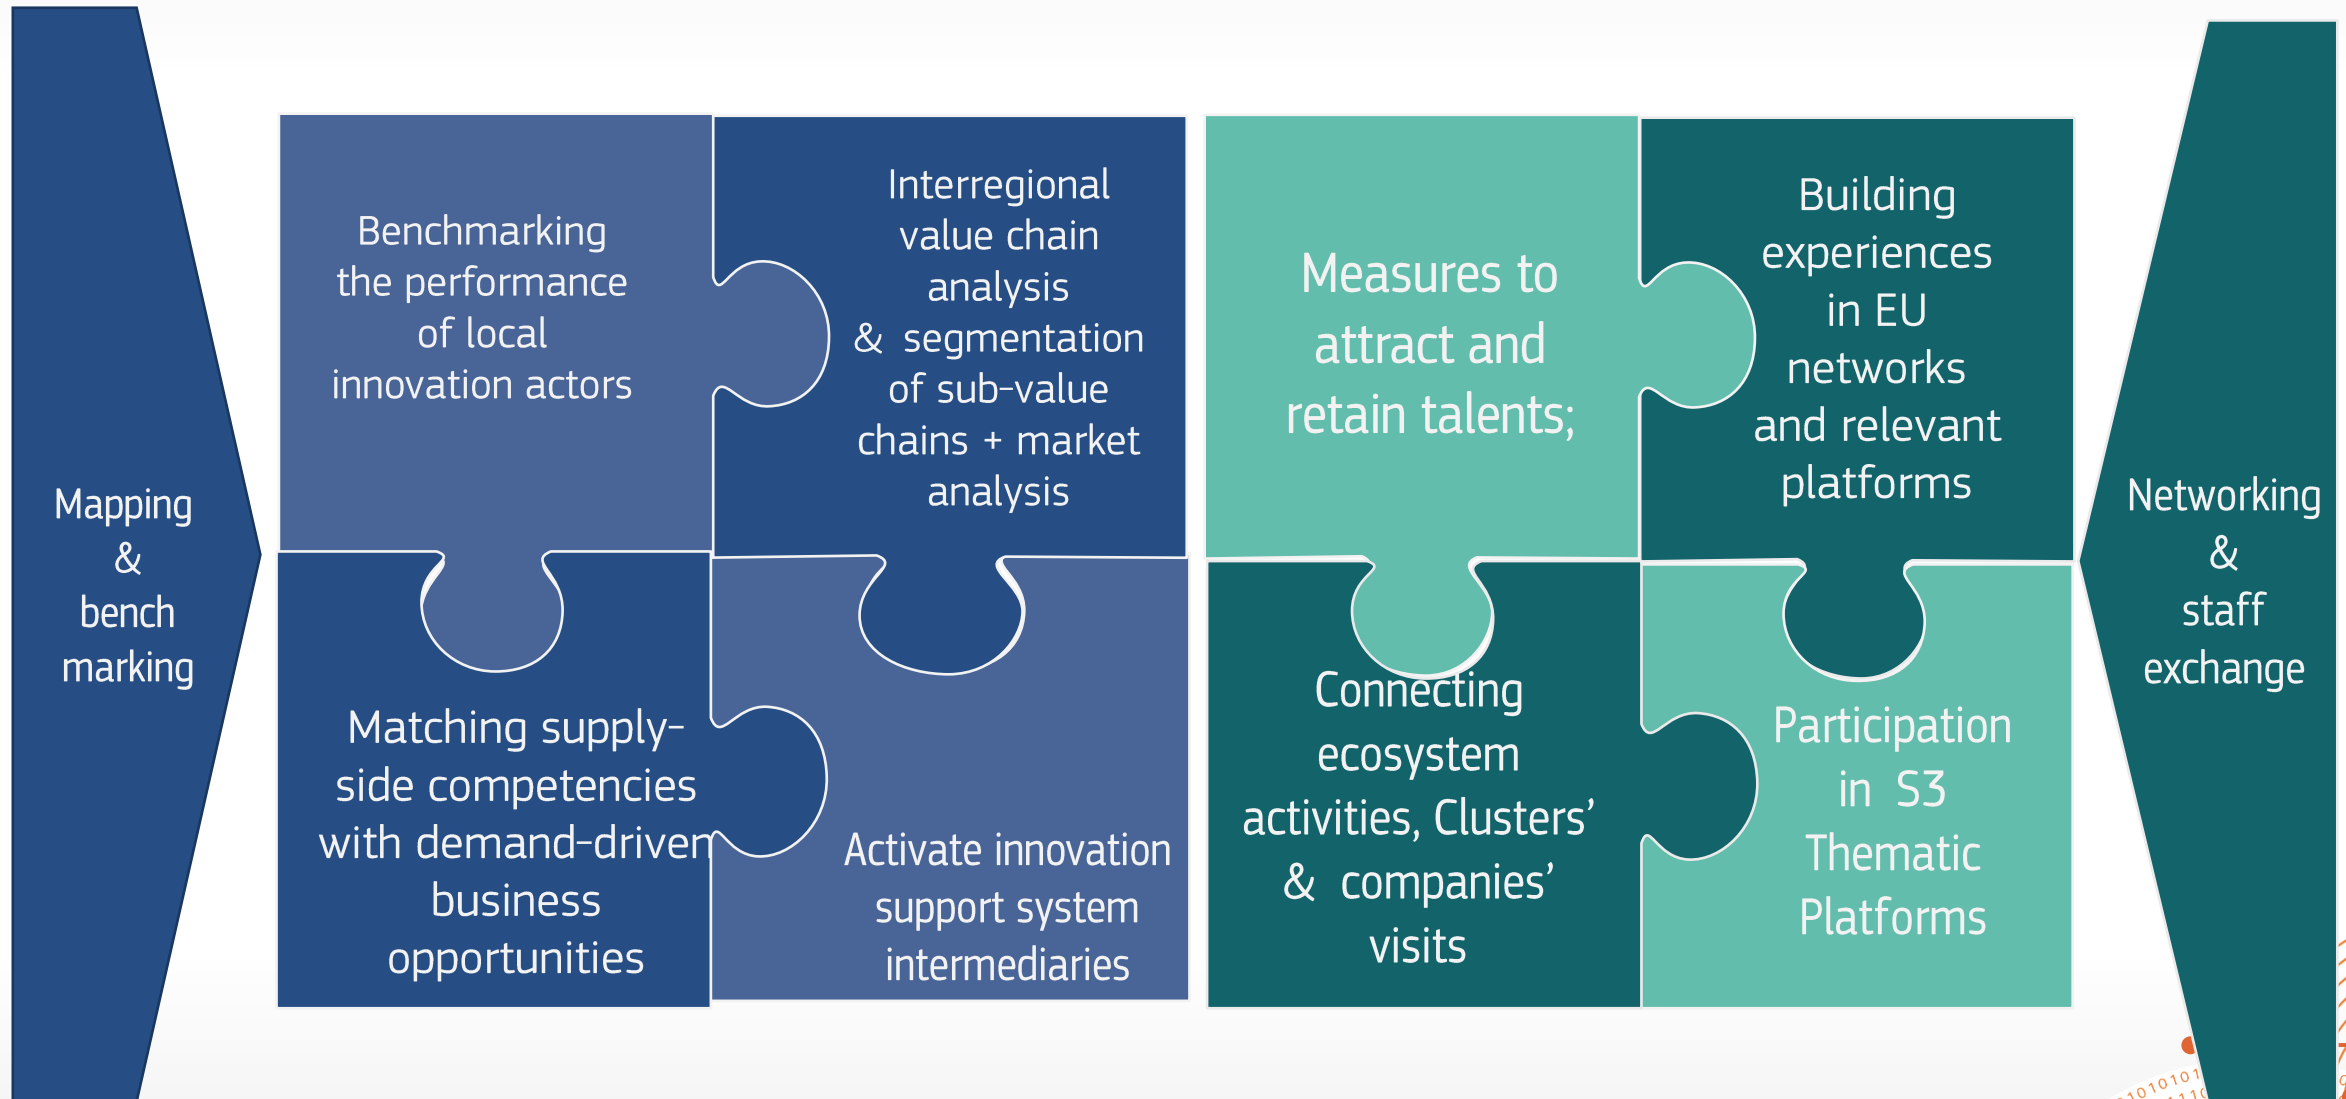 Mapping
&
bench
marking
Benchmarking
the performance
of local
innovation actors
Interregional
value chain
analysis
& segmentation
of sub-value
chains + market
analysis
Matching supply-
side competencies
with demand-driven
business
opportunities
Activate innovation
support system
intermediaries
Measures to
attract and
retain talents;
Building
experiences
in EU
networks
and relevant
platforms
Connecting
ecosystem
activities, Clusters’
& companies’
visits
Participation
in S3
Thematic
Platforms
Networking
&
staff
exchange